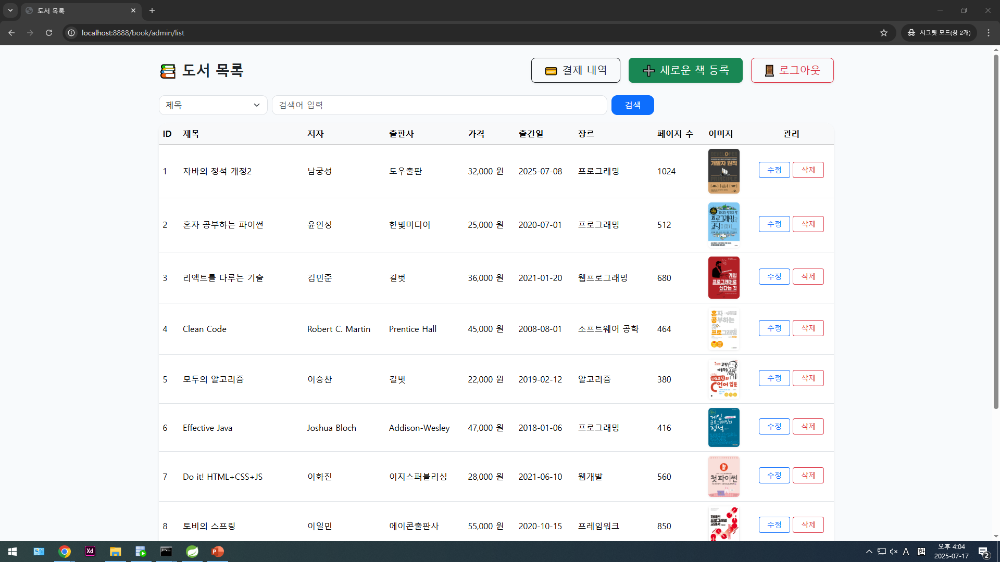 도서 목록
localhost:8888/book/admin/list
시크릿 모드(창 2개)
도서 목록
결제 내역
새로운 책 등록
로그아웃
제목
검색어 입력
검색
ID 제목 저자 출판사 가격 출간일 장르 페이지 수 이미지 관리
DEVELOPER
개발자 원칙
PRINCIPLE
1 자바의 정석 개정2 남궁성 도우출판 32,000 원 2025-07-08 프로그래밍 1024 수정 삭제
프로그래밍
코딩이야기
2 혼자 공부하는 파이썬 윤인성 한빛미디어 25,000 원 2020-07-01 프로그래밍 512 수정 삭제
게임
프로그래머로
산다는 것
3 리액트를 다루는 기술 김민준 길벗 36,000 원 2021-01-20 웹프로그래밍 680 수정 삭제
혼자
공부하는
첫
프로그래밍
4 Clean Code Robert C. Martin Prentice Hall 45,000 원 2008-08-01 소프트웨어 공학 464 수정 삭제
코딩
자율학습
나도코딩의
C 언어 입문
5 모두의 알고리즘 이승찬 길벗 22,000 원 2019-02-12 알고리즘 380 수정 삭제
게임
프로그래밍의
정석
6 Effective Java Joshua Bloch Addison-Wesley 47,000 원 2018-01-06 프로그래밍 416 수정 삭제
첫 파이썬
7 Do it! HTML+CSS+JS 이화진 이지스퍼블리싱 28,000 원 2021-06-10 웹개발 560 수정 삭제
파이썬
프로그래밍
교과서
8 토비의 스프링 이일민 에이콘출판사 55,000 원 2020-10-15 프레임워크 850 수정 삭제
Xd
P
A
한
오후 4:04
2025-07-17
2